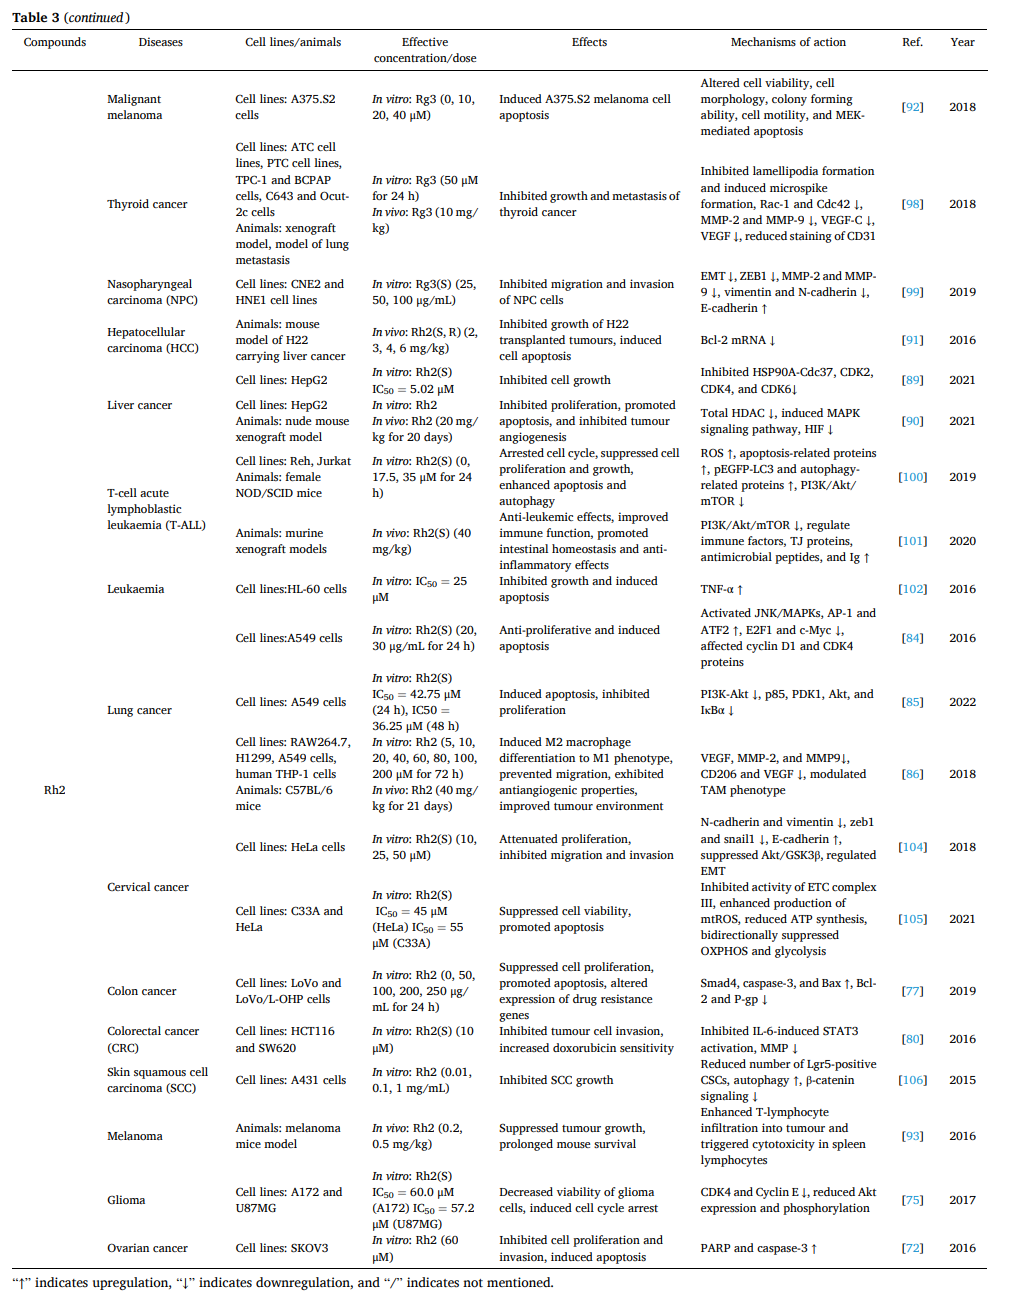 Table 3 (continued)
Compounds Diseases Cell lines/animals Effective concentration/dose Effects Mechanisms of action Ref. Year
Malignant
melanoma
Cell lines: A375.S2
cells
In vitro: Rg3 (0, 10,
20, 40 μM)
Induced A375.S2 melanoma cell
apoptosis
Altered cell viability, cell
morphology, colony forming
ability, cell motility, and MEK-
mediated apoptosis
[92]
2018
Thyroid cancer
Cell lines: ATC cell
lines, PTC cell lines,
TPC-1 and BCPAP
cells, C643 and Ocut-
2c cells
Animals: xenograft
model, model of lung
metastasis
In vitro: Rg3 (50 μM
for 24 h)
In vivo: Rg3 (10 mg/
kg)
Inhibited growth and metastasis of
thyroid cancer
Inhibited lamellipodia formation
and induced microspike
formation, Rac-1 and Cdc42 ↓,
MMP-2 and MMP-9 ↓, VEGF-C ↓,
VEGF ↓, reduced staining of CD31
[98]
2018
Nasopharyngeal
carcinoma (NPC)
Cell lines: CNE2 and
HNE1 cell lines
In vitro: Rg3(S) (25,
50, 100 μg/mL)
Inhibited migration and invasion
of NPC cells
EMT ↓, ZEB1 ↓, MMP-2 and MMP-
9 ↓, vimentin and N-cadherin ↓,
E-cadherin ↑
[99]
2019
Rh2
Hepatocellular
carcinoma (HCC)
Animals: mouse
model of H22
carrying liver cancer
In vivo: Rh2(S, R) (2,
3, 4, 6 mg/kg)
Inhibited growth of H22
transplanted tumours, induced
cell apoptosis
Bcl-2 mRNA ↓
[91]
2016
Liver cancer
Cell lines: HepG2
In vitro: Rh2(S)
IC50 = 5.02 μM
Inhibited cell growth
Inhibited HSP90A-Cdc37, CDK2,
CDK4, and CDK6↓
[89]
2021
Cell lines: HepG2
Animals: nude mouse
xenograft model
In vitro: Rh2
In vivo: Rh2 (20 mg/
kg for 20 days)
Inhibited proliferation, promoted
apoptosis, and inhibited tumour
angiogenesis
Total HDAC ↓, induced MAPK
signaling pathway, HIF ↓
[90]
2021
T-cell acute
lymphoblastic
leukaemia (T-ALL)
Cell lines: Reh, Jurkat
Animals: female
NOD/SCID mice
In vitro: Rh2(S) (0,
17.5, 35 μM for 24
h)
Arrested cell cycle, suppressed cell
proliferation and growth,
enhanced apoptosis and
autophagy
ROS ↑, apoptosis-related proteins
↑, pEGFP-LC3 and autophagy-
related proteins ↑, PI3K/Akt/
mTOR ↓
[100]
2019
Animals: murine
xenograft models
In vivo: Rh2(S) (40
mg/kg)
Anti-leukemic effects, improved
immune function, promoted
intestinal homeostasis and anti-
inflammatory effects
PI3K/Akt/mTOR ↓, regulate
immune factors, TJ proteins,
antimicrobial peptides, and Ig ↑
[101]
2020
Leukaemia
Cell lines:HL-60 cells
In vitro: IC50 = 25
μM
Inhibited growth and induced
apoptosis
TNF-α ↑
[102]
2016
Lung cancer
Cell lines:A549 cells
In vitro: Rh2(S) (20,
30 μg/mL for 24 h)
Anti-proliferative and induced
apoptosis
Activated JNK/MAPKs, AP-1 and
ATF2 ↑, E2F1 and c-Myc ↓,
affected cyclin D1 and CDK4
proteins
[84]
2016
Cell lines: A549 cells
In vitro: Rh2(S)
IC50 = 42.75 μM
(24 h), IC50 =
36.25 μM (48 h)
Induced apoptosis, inhibited
proliferation
PI3K-Akt ↓, p85, PDK1, Akt, and
IκBα ↓
[85]
2022
Cell lines: RAW264.7,
H1299, A549 cells,
human THP-1 cells
Animals: C57BL/6
mice
In vitro: Rh2 (5, 10,
20, 40, 60, 80, 100,
200 μM for 72 h)
In vivo: Rh2 (40 mg/
kg for 21 days)
Induced M2 macrophage
differentiation to M1 phenotype,
prevented migration, exhibited
antiangiogenic properties,
improved tumour environment
VEGF, MMP-2, and MMP9↓,
CD206 and VEGF ↓, modulated
TAM phenotype
[86]
2018
Cervical cancer
Cell lines: HeLa cells
In vitro: Rh2(S) (10,
25, 50 μM)
Attenuated proliferation,
inhibited migration and invasion
N-cadherin and vimentin ↓, zeb1
and snail1 ↓, E-cadherin ↑,
suppressed Akt/GSK3β, regulated
EMT
[104]
2018
Cell lines: C33A and
HeLa
In vitro: Rh2(S)
IC50 = 45 μM
(HeLa) IC50 = 55
μM (C33A)
Suppressed cell viability,
promoted apoptosis
Inhibited activity of ETC complex
III, enhanced production of
mtROS, reduced ATP synthesis,
bidirectionally suppressed
OXPHOS and glycolysis
[105]
2021
Colon cancer
Cell lines: LoVo and
LoVo/L-OHP cells
In vitro: Rh2 (0, 50,
100, 200, 250 μg/
mL for 24 h)
Suppressed cell proliferation,
promoted apoptosis, altered
expression of drug resistance
genes
Smad4, caspase-3, and Bax ↑, Bcl-
2 and P-gp ↓
[77]
2019
Colorectal cancer
(CRC)
Cell lines: HCT116
and SW620
In vitro: Rh2(S) (10
μM)
Inhibited tumour cell invasion,
increased doxorubicin sensitivity
Inhibited IL-6-induced STAT3
activation, MMP ↓
[80]
2016
Skin squamous cell
carcinoma (SCC)
Cell lines: A431 cells
In vitro: Rh2 (0.01,
0.1, 1 mg/mL)
Inhibited SCC growth
Reduced number of Lgr5-positive
CSCs, autophagy ↑, β-catenin
signaling ↓
[106]
2015
Melanoma
Animals: melanoma
mice model
In vivo: Rh2 (0.2,
0.5 mg/kg)
Suppressed tumour growth,
prolonged mouse survival
Enhanced T-lymphocyte
infiltration into tumour and
triggered cytotoxicity in spleen
lymphocytes
[93]
2016
Glioma
Cell lines: A172 and
U87MG
In vitro: Rh2(S)
IC50 = 60.0 μM
(A172) IC50 = 57.2
μM (U87MG)
Decreased viability of glioma
cells, induced cell cycle arrest
CDK4 and Cyclin E ↓, reduced Akt
expression and phosphorylation
[75]
2017
Ovarian cancer
Cell lines: SKOV3
In vitro: Rh2 (60
μM)
Inhibited cell proliferation and
invasion, induced apoptosis
PARP and caspase-3 ↑
[72]
2016
“↑” indicates upregulation, “↓” indicates downregulation, and “/” indicates not mentioned.